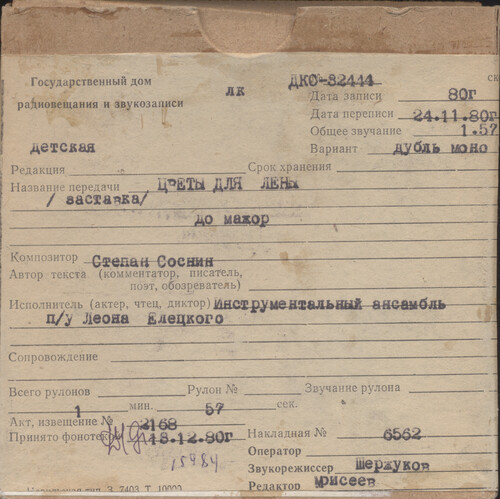 Государственный дом
радиовещания и звукозаписи
лк ДКО-82444
Дата записи 80г
Дата переписи 24.11.80г
Общее звучание 1.57
детская Вариант дубль моно
Редакция Срок хранения
Название передачи ЦВЕТЫ ДЛЯ ЛЕНЫ
/ заставка/
до мажор
Композитор Степан Соснин
Автор текста (комментатор, писатель,
поэт, обозреватель)
Исполнитель (актер, чтец, диктор) Инструментальный ансамбль
п/у Леона Елецкого
Сопровождение
Всего рулонов Рулон № Звучание рулона
1 мин. 57 сек.
Акт, извещение № 2168
Принято фонотекой 18.12.80г Накладная № 6562
15984 Оператор
Звукорежиссер Шержуков
Редактор Мрисеев
З. 7403 Т. 10000